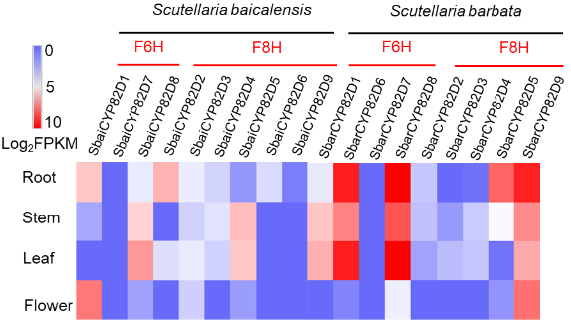 Scutellaria baicalensis
Scutellaria barbata
F6H
F8H
F6H
F8H
0
5
10
Log2FPKM
SbaiCYP82D1
SbaiCYP82D7
SbaiCYP82D8
SbaiCYP82D2
SbaiCYP82D3
SbaiCYP82D4
SbaiCYP82D5
SbaiCYP82D6
SbaiCYP82D9
SbarCYP82D1
SbarCYP82D6
SbarCYP82D7
SbarCYP82D8
SbarCYP82D2
SbarCYP82D3
SbarCYP82D4
SbarCYP82D5
SbarCYP82D9
Root
Stem
Leaf
Flower